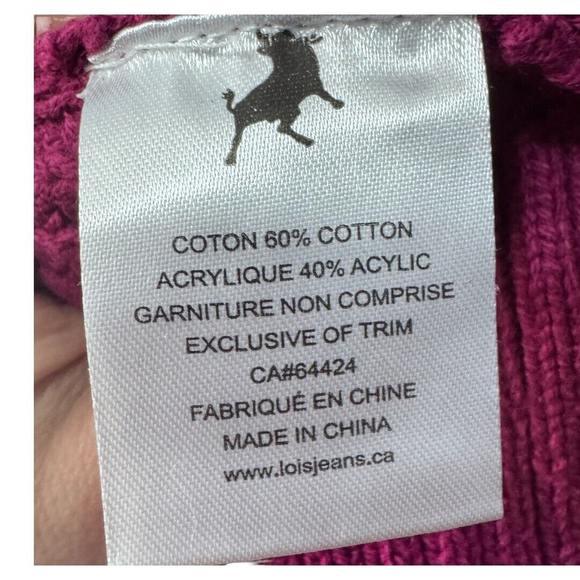 COTON 60% COTTON
ACRYLIQUE 40% ACYLIC
GARNITURE NON COMPRISE
EXCLUSIVE OF TRIM
CA#64424
FABRIQUÉ EN CHINE
MADE IN CHINA
www.loisjeans.ca